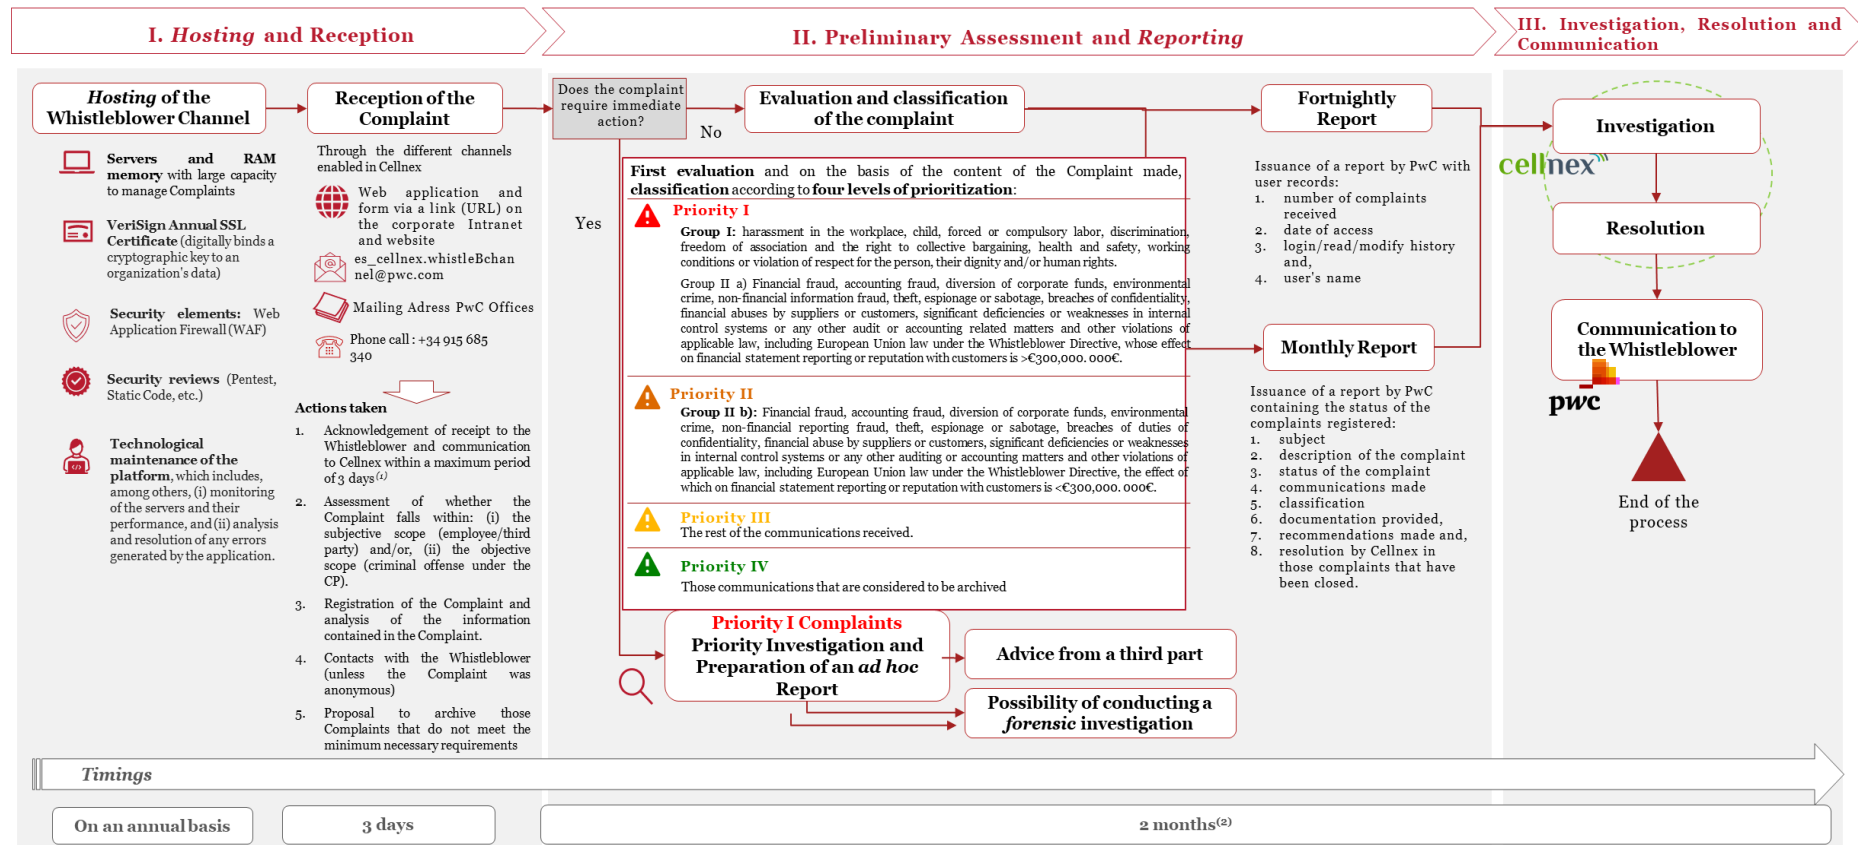 I. Hosting and Reception
II. Preliminary Assessment and Reporting
III. Investigation, Resolution and
Communication
Hosting of the
Whistleblower Channel
Servers and RAM
memory with large capacity
to manage Complaints
VeriSign Annual SSL
Certificate (digitally binds a
cryptographic key to an
organization's data)
Security elements: Web
Application Firewall (WAF)
Security reviews (Pentest,
Static Code, etc.)
Technological
maintenance of the
platform, which includes,
among others, (i) monitoring
of the servers and their
performance, and (ii) analysis
and resolution of any errors
generated by the application.
Reception of the
Complaint
Through the different channels
enabled in Cellnex
Web application and
form via a link (URL) on
the corporate Intranet
and website
es_cellnex.whistleBchan
nel@pwc.com
Mailing Adress PwC Offices
Phone call : +34 915 685
340
Actions taken
1. Acknowledgement of receipt to the
Whistleblower and communication
to Cellnex within a maximum period
of 3 days(1)
2. Assessment of whether the
Complaint falls within: (i) the
subjective scope (employee/third
party) and/or, (ii) the objective
scope (criminal offense under the
CP).
3. Registration of the Complaint and
analysis of the information
contained in the Complaint.
4. Contacts with the Whistleblower
(unless the Complaint was
anonymous)
5. Proposal to archive those
Complaints that do not meet the
minimum necessary requirements
Does the complaint
require immediate
action?
No
Yes
Evaluation and classification
of the complaint
First evaluation and on the basis of the content of the Complaint made,
classification according to four levels of prioritization:
Priority I
Group I: harassment in the workplace, child, forced or compulsory labor, discrimination,
freedom of association and the right to collective bargaining, health and safety, working
conditions or violation of respect for the person, their dignity and/or human rights.
Group II a) Financial fraud, accounting fraud, diversion of corporate funds, environmental
crime, non-financial information fraud, theft, espionage or sabotage, breaches of confidentiality,
financial abuses by suppliers or customers, significant deficiencies or weaknesses in internal
control systems or any other audit or accounting related matters and other violations of
applicable law, including European Union law under the Whistleblower Directive, whose effect
on financial statement reporting or reputation with customers is >€300,000. 000€.
Priority II
Group II b): Financial fraud, accounting fraud, diversion of corporate funds, environmental
crime, non-financial reporting fraud, theft, espionage or sabotage, breaches of duties of
confidentiality, financial abuse by suppliers or customers, significant deficiencies or weaknesses
in internal control systems or any other auditing or accounting matters and other violations of
applicable law, including European Union law under the Whistleblower Directive, the effect of
which on financial statement reporting or reputation with customers is <€300,000. 000€.
Priority III
The rest of the communications received.
Priority IV
Those communications that are considered to be archived
Priority I Complaints
Priority Investigation and
Preparation of an ad hoc
Report
Advice from a third part
Possibility of conducting a
forensic investigation
Fortnightly
Report
Issuance of a report by PwC with
user records:
1. number of complaints
received
2. date of access
3. login/read/modify history
and,
4. user's name
Monthly Report
Issuance of a report by PwC
containing the status of the
complaints registered:
1. subject
2. description of the complaint
3. status of the complaint
4. communications made
5. classification
6. documentation provided,
7. recommendations made and,
8. resolution by Cellnex in
those complaints that have
been closed.
Investigation
cellnex
Resolution
Communication to
the Whistleblower
pwc
End of the
process
Timings
On an annual basis
3 days
2 months(2)